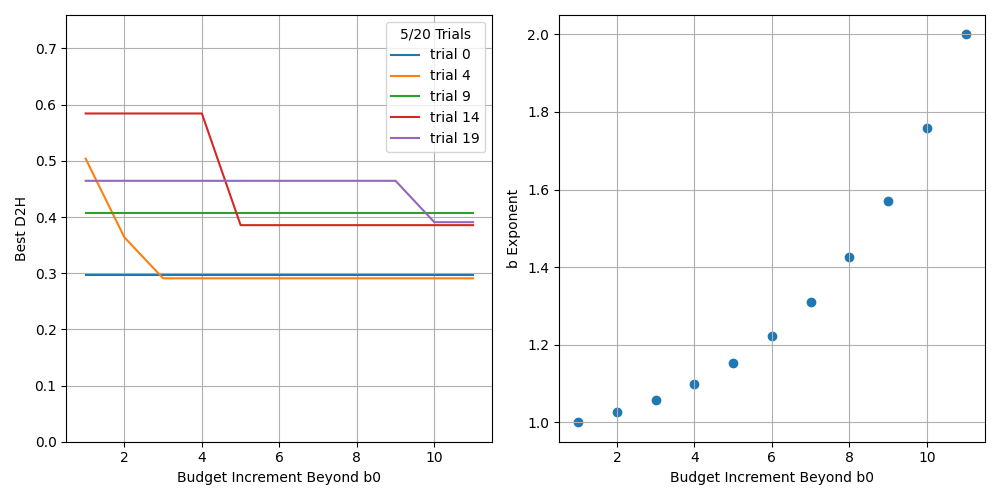 5/20 Trials
trial 0
trial 4
trial 9
trial 14
trial 19
Best D2H
0.7
0.6
0.5
0.4
0.3
0.2
0.1
0.0
2 4 6 8 10
Budget Increment Beyond b0
b Exponent
2.0
1.8
1.6
1.4
1.2
1.0
2 4 6 8 10
Budget Increment Beyond b0